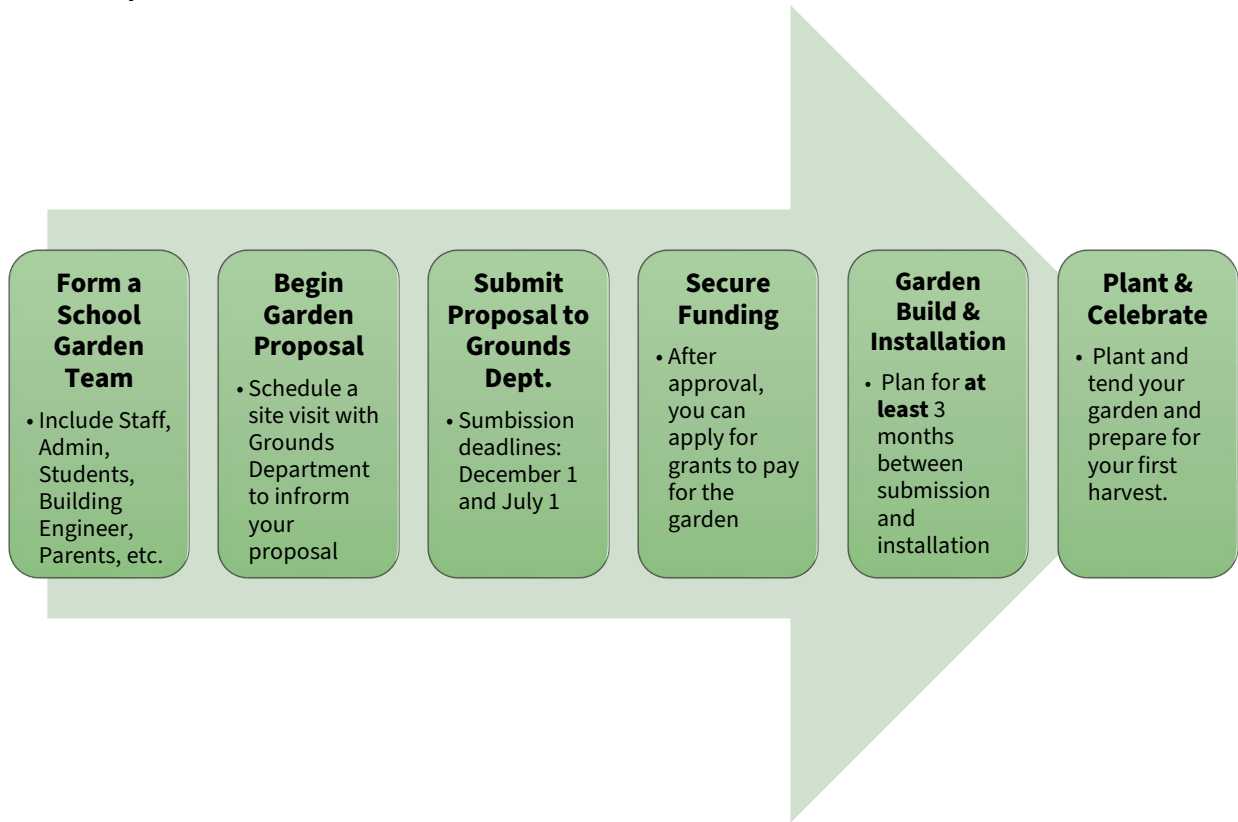 Form a
School
Garden
Team
• Include Staff,
Admin,
Students,
Building
Engineer,
Parents, etc.
Begin
Garden
Proposal
• Schedule a
site visit with
Grounds
Department
to infrorm
your
proposal
Submit
Proposal to
Grounds
Dept.
• Sumbission
deadlines:
December 1
and July 1
Secure
Funding
• After
approval,
you can
apply for
grants to pay
for the
garden
Garden
Build &
Installation
• Plan for at
least 3
months
between
submission
and
installation
Plant &
Celebrate
• Plant and
tend your
garden and
prepare for
your first
harvest.